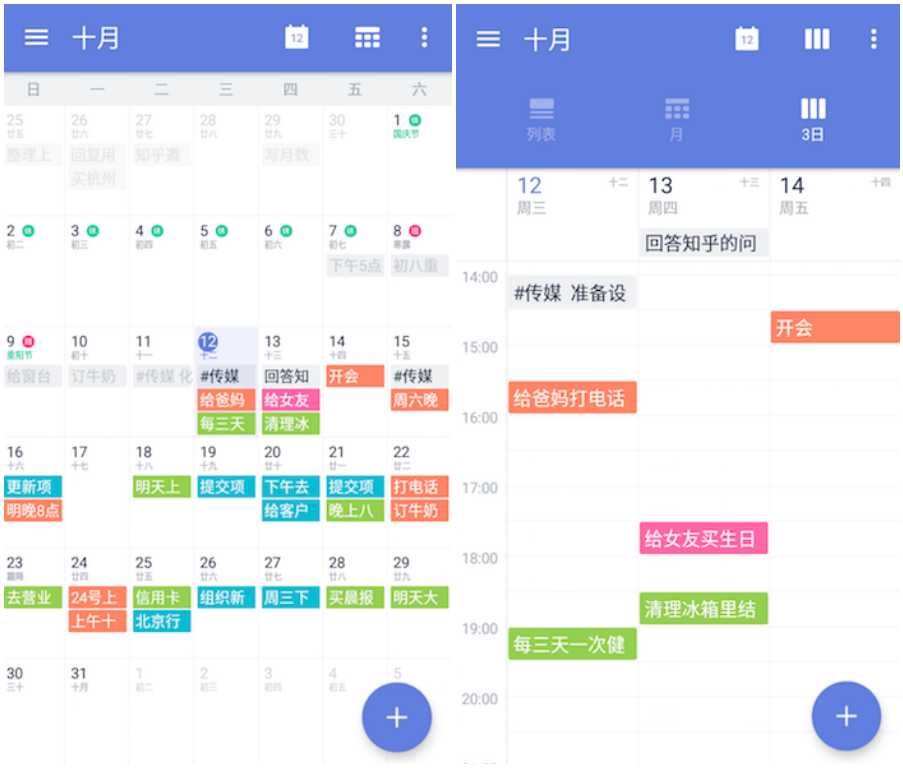 十月
12
日 一 二 三 四 五 六
25 26 27 28 29 30 1 休
廿五 廿六 廿七 廿八 廿九 三十 国庆节
整理上 回复用 知乎邀 写月数
买杭州
2 休 3 休 4 休 5 休 6 休 7 休 8 班
初二 初三 初四 初五 初六 初七 寒露
下午5点 初八重
9 班 10 11 12 13 14 15
重阳节 初十 十一 十二 十三 十四 十五
给窗台 订牛奶 #传媒 化 #传媒 回答知 开会 #传媒
给爸妈 给女友 周六晚
每三天 清理冰
16 17 18 19 20 21 22
十六 十七 十八 十九 二十 廿一 廿二
更新项 明天上 提交项 下午去 提交项 打电话
明晚8点 给客户 晚上八 订牛奶
23 24 25 26 27 28 29
霜降 廿四 廿五 廿六 廿七 廿八 廿九
去营业 24号上 信用卡 组织新 周三下 买晨报 明天大
上午十 北京行
30 31 1 2 3 4 5
三十 十月 初二 初三 初四 初五
+
十月
12
列表 月 3日
12 十二 13 十三 14 十四
周三 周四 周五
回答知乎的问
14:00
#传媒 准备设
开会
15:00
给爸妈打电话
16:00
17:00
给女友买生日
18:00
清理冰箱里结
19:00
每三天一次健
20:00
+